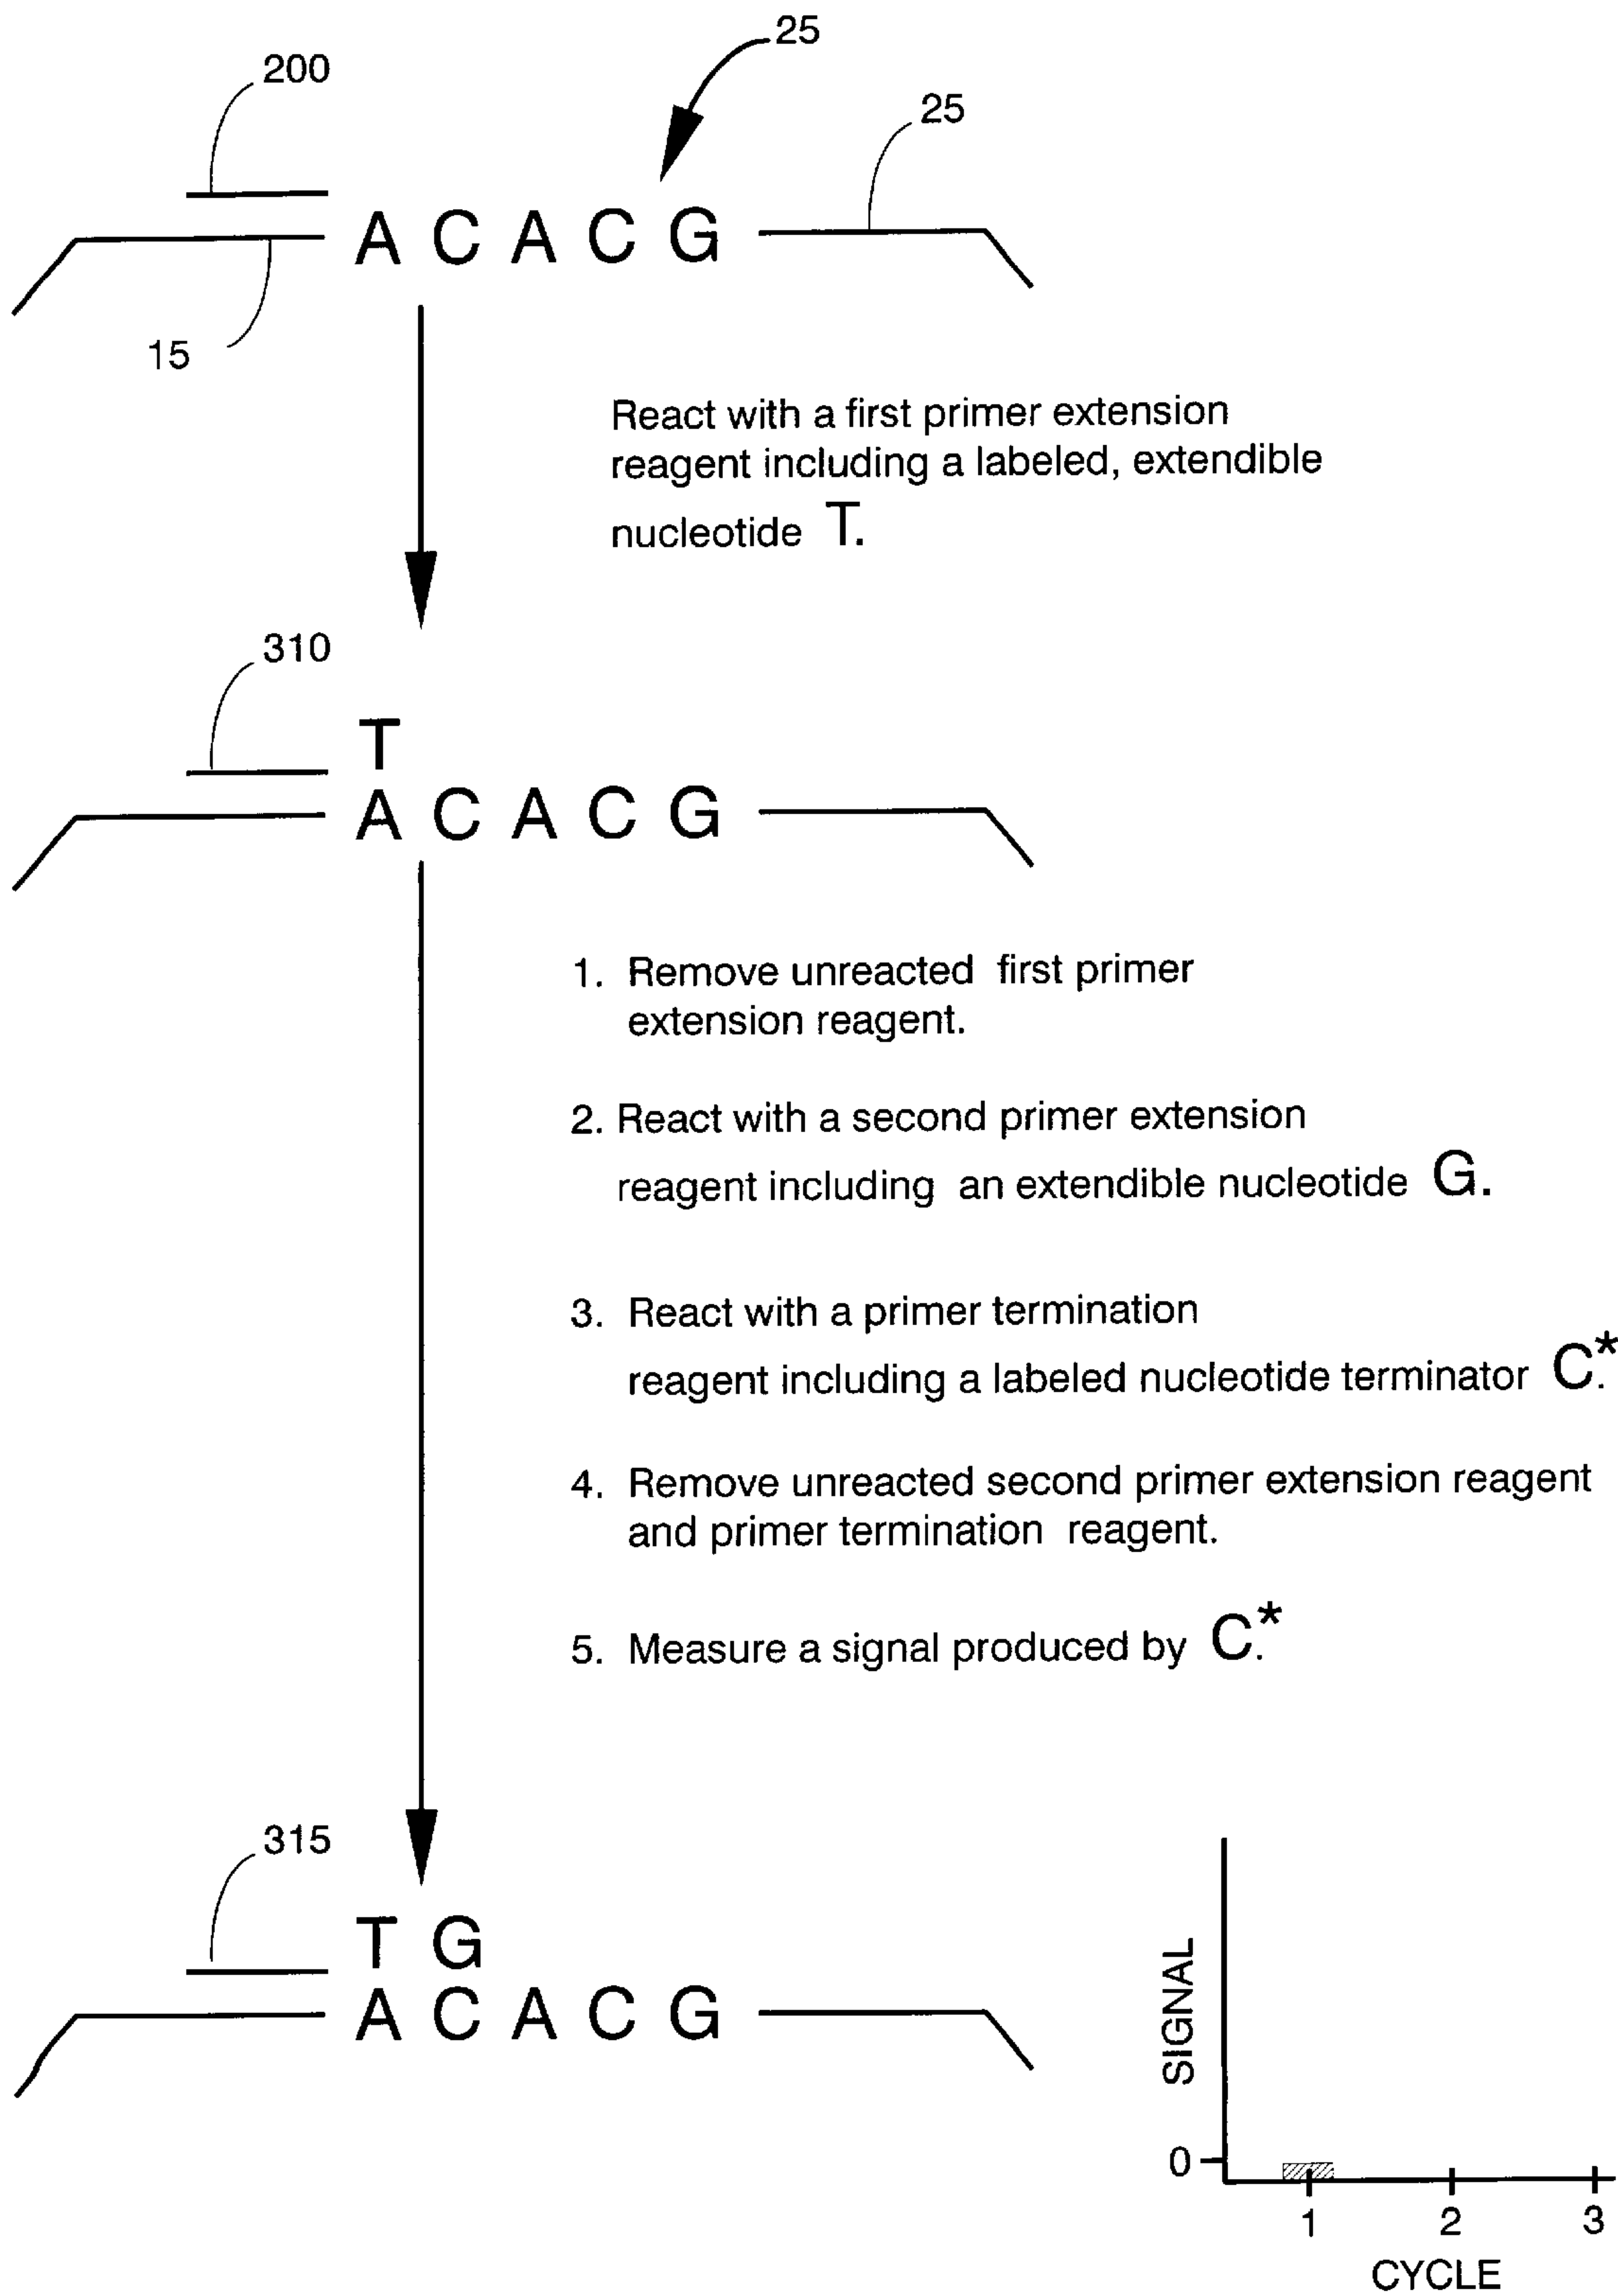 25
200
25
A C A C G
15
React with a first primer extension
reagent including a labeled, extendible
nucleotide T.
310
T
A C A C G
1. Remove unreacted first primer
extension reagent.
2. React with a second primer extension
reagent including an extendible nucleotide G.
3. React with a primer termination
reagent including a labeled nucleotide terminator C.*
4. Remove unreacted second primer extension reagent
and primer termination reagent.
5. Measure a signal produced by C.*
315
T G
A C A C G
SIGNAL
0
1 2 3
CYCLE